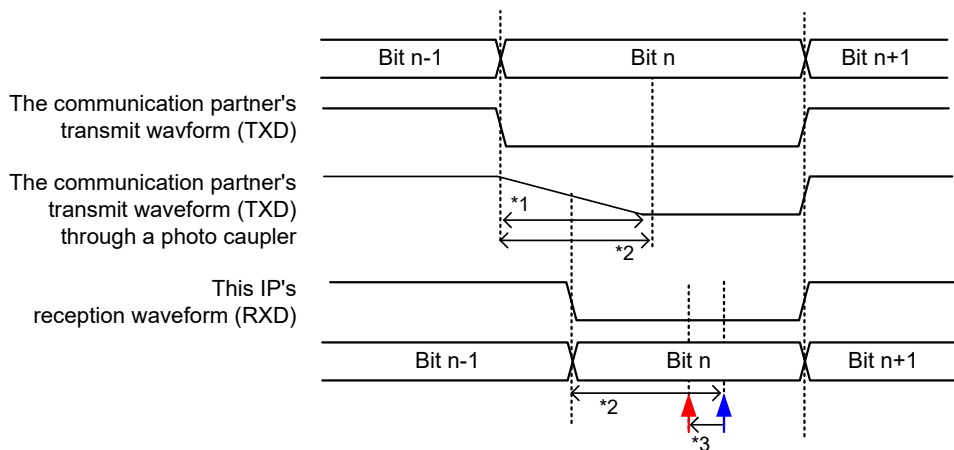 Bit n-1 Bit n Bit n+1
The communication partner's
transmit wavform (TXD)
The communication partner's
transmit waveform (TXD)
through a photo caupler
*1
*2
This IP's
reception waveform (RXD)
Bit n-1 Bit n Bit n+1
*2
*3